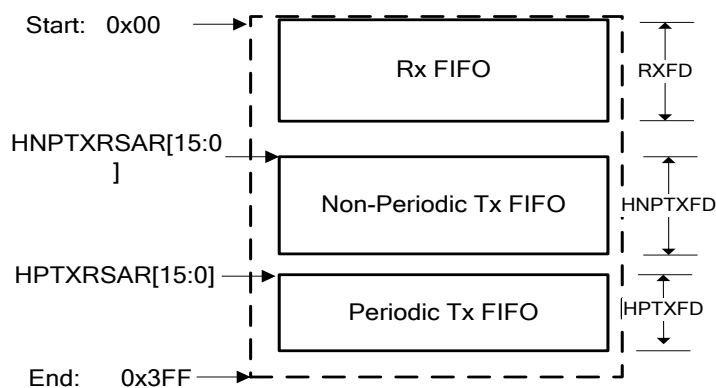 Start: 0x00
Rx FIFO
RXFD
HNPTXRSAR[15:0
]
Non-Periodic Tx FIFO
HNPTXFD
HPTXRSAR[15:0]
Periodic Tx FIFO
HPTXFD
End: 0x3FF